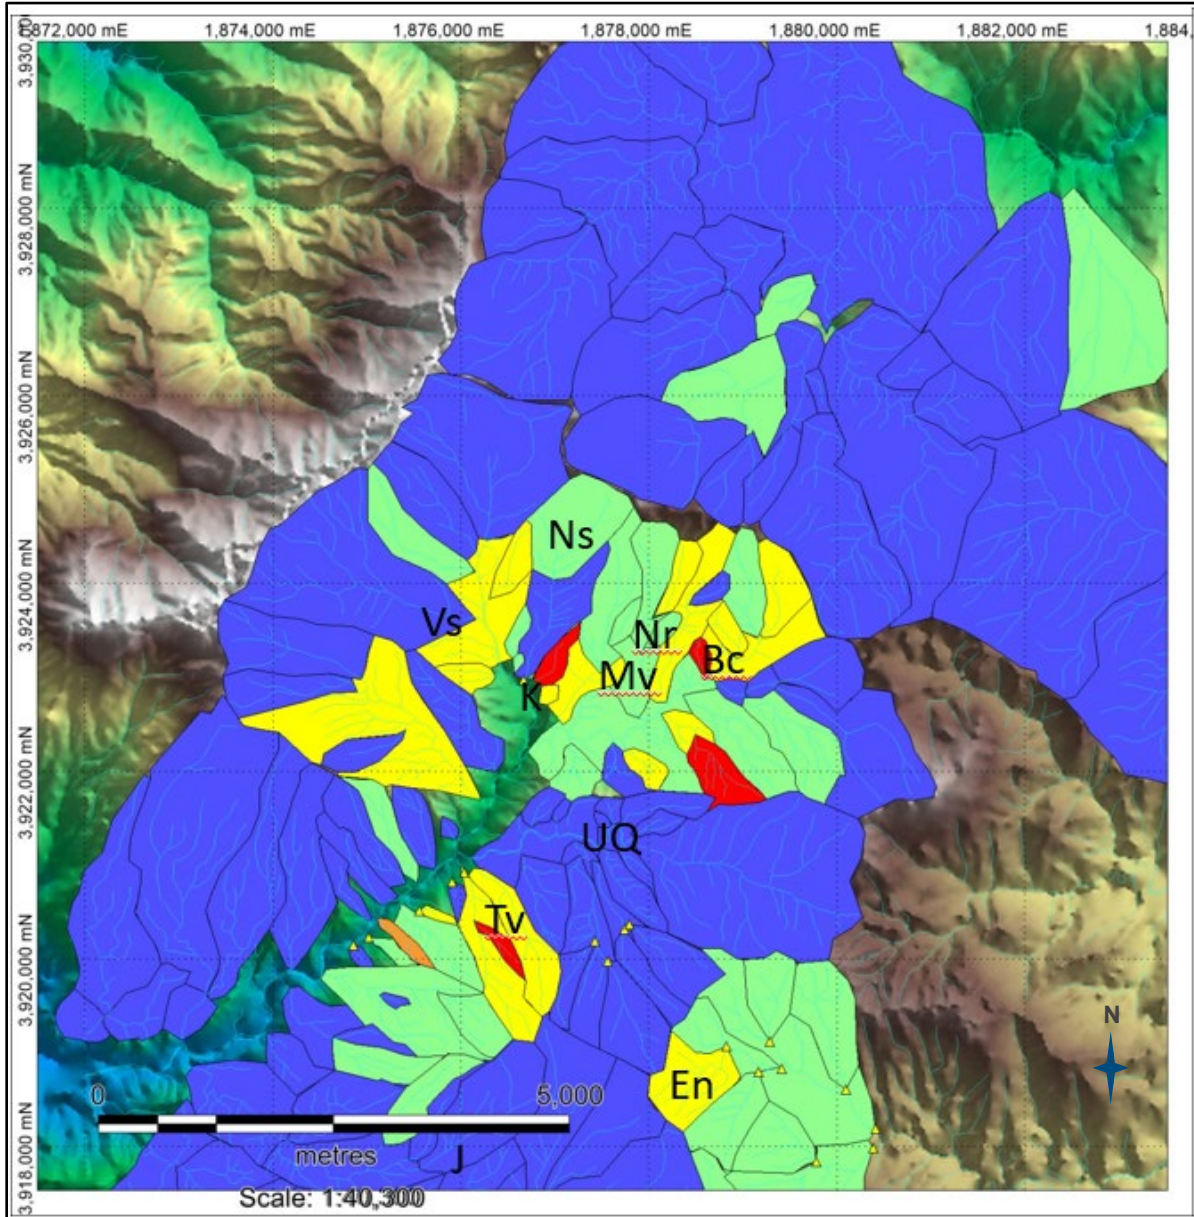 1,872,000 mE 1,874,000 mE 1,876,000 mE 1,878,000 mE 1,880,000 mE 1,882,000 mE 1,884,
3,930,00
3,928,000 mN
3,926,000 mN
3,924,000 mN
3,922,000 mN
3,920,000 mN
3,918,000 mN
Ns
Vs
Nr
Bc
Mv
K
UQ
Tv
N
En
0 5,000
metres
J
Scale: 1:40,300